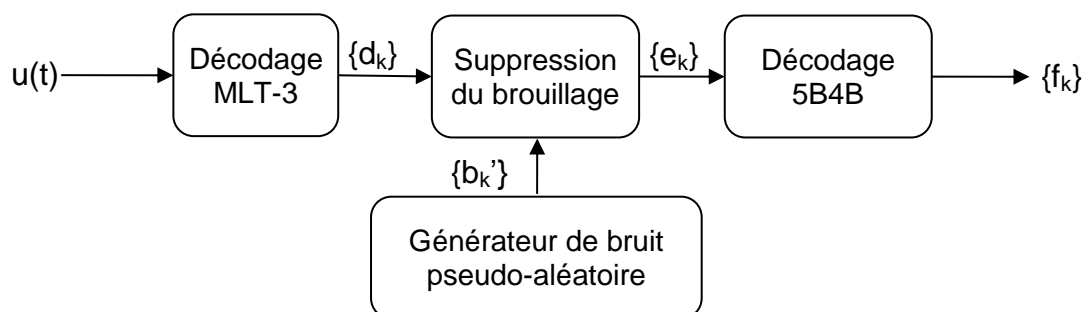 u(t)
Décodage
MLT-3
{dk}
Suppression
du brouillage
{ek}
Décodage
5B4B
{fk}
{bk’}
Générateur de bruit
pseudo-aléatoire